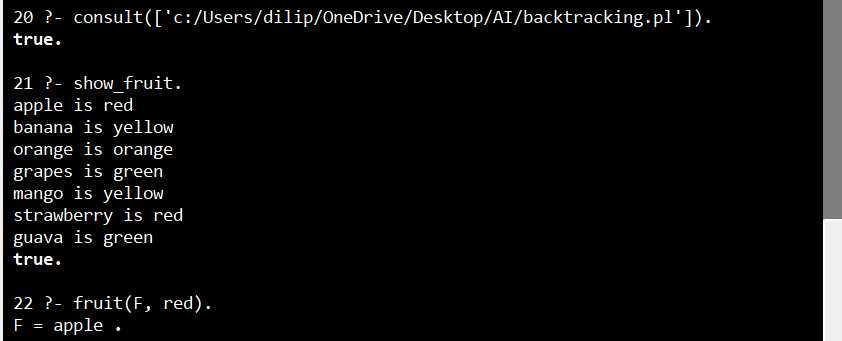 20 ?- consult(['c:/Users/dilip/OneDrive/Desktop/AI/backtracking.pl']).
true.
21 ?- show_fruit.
apple is red
banana is yellow
orange is orange
grapes is green
mango is yellow
strawberry is red
guava is green
true.
22 ?- fruit(F, red).
F = apple .